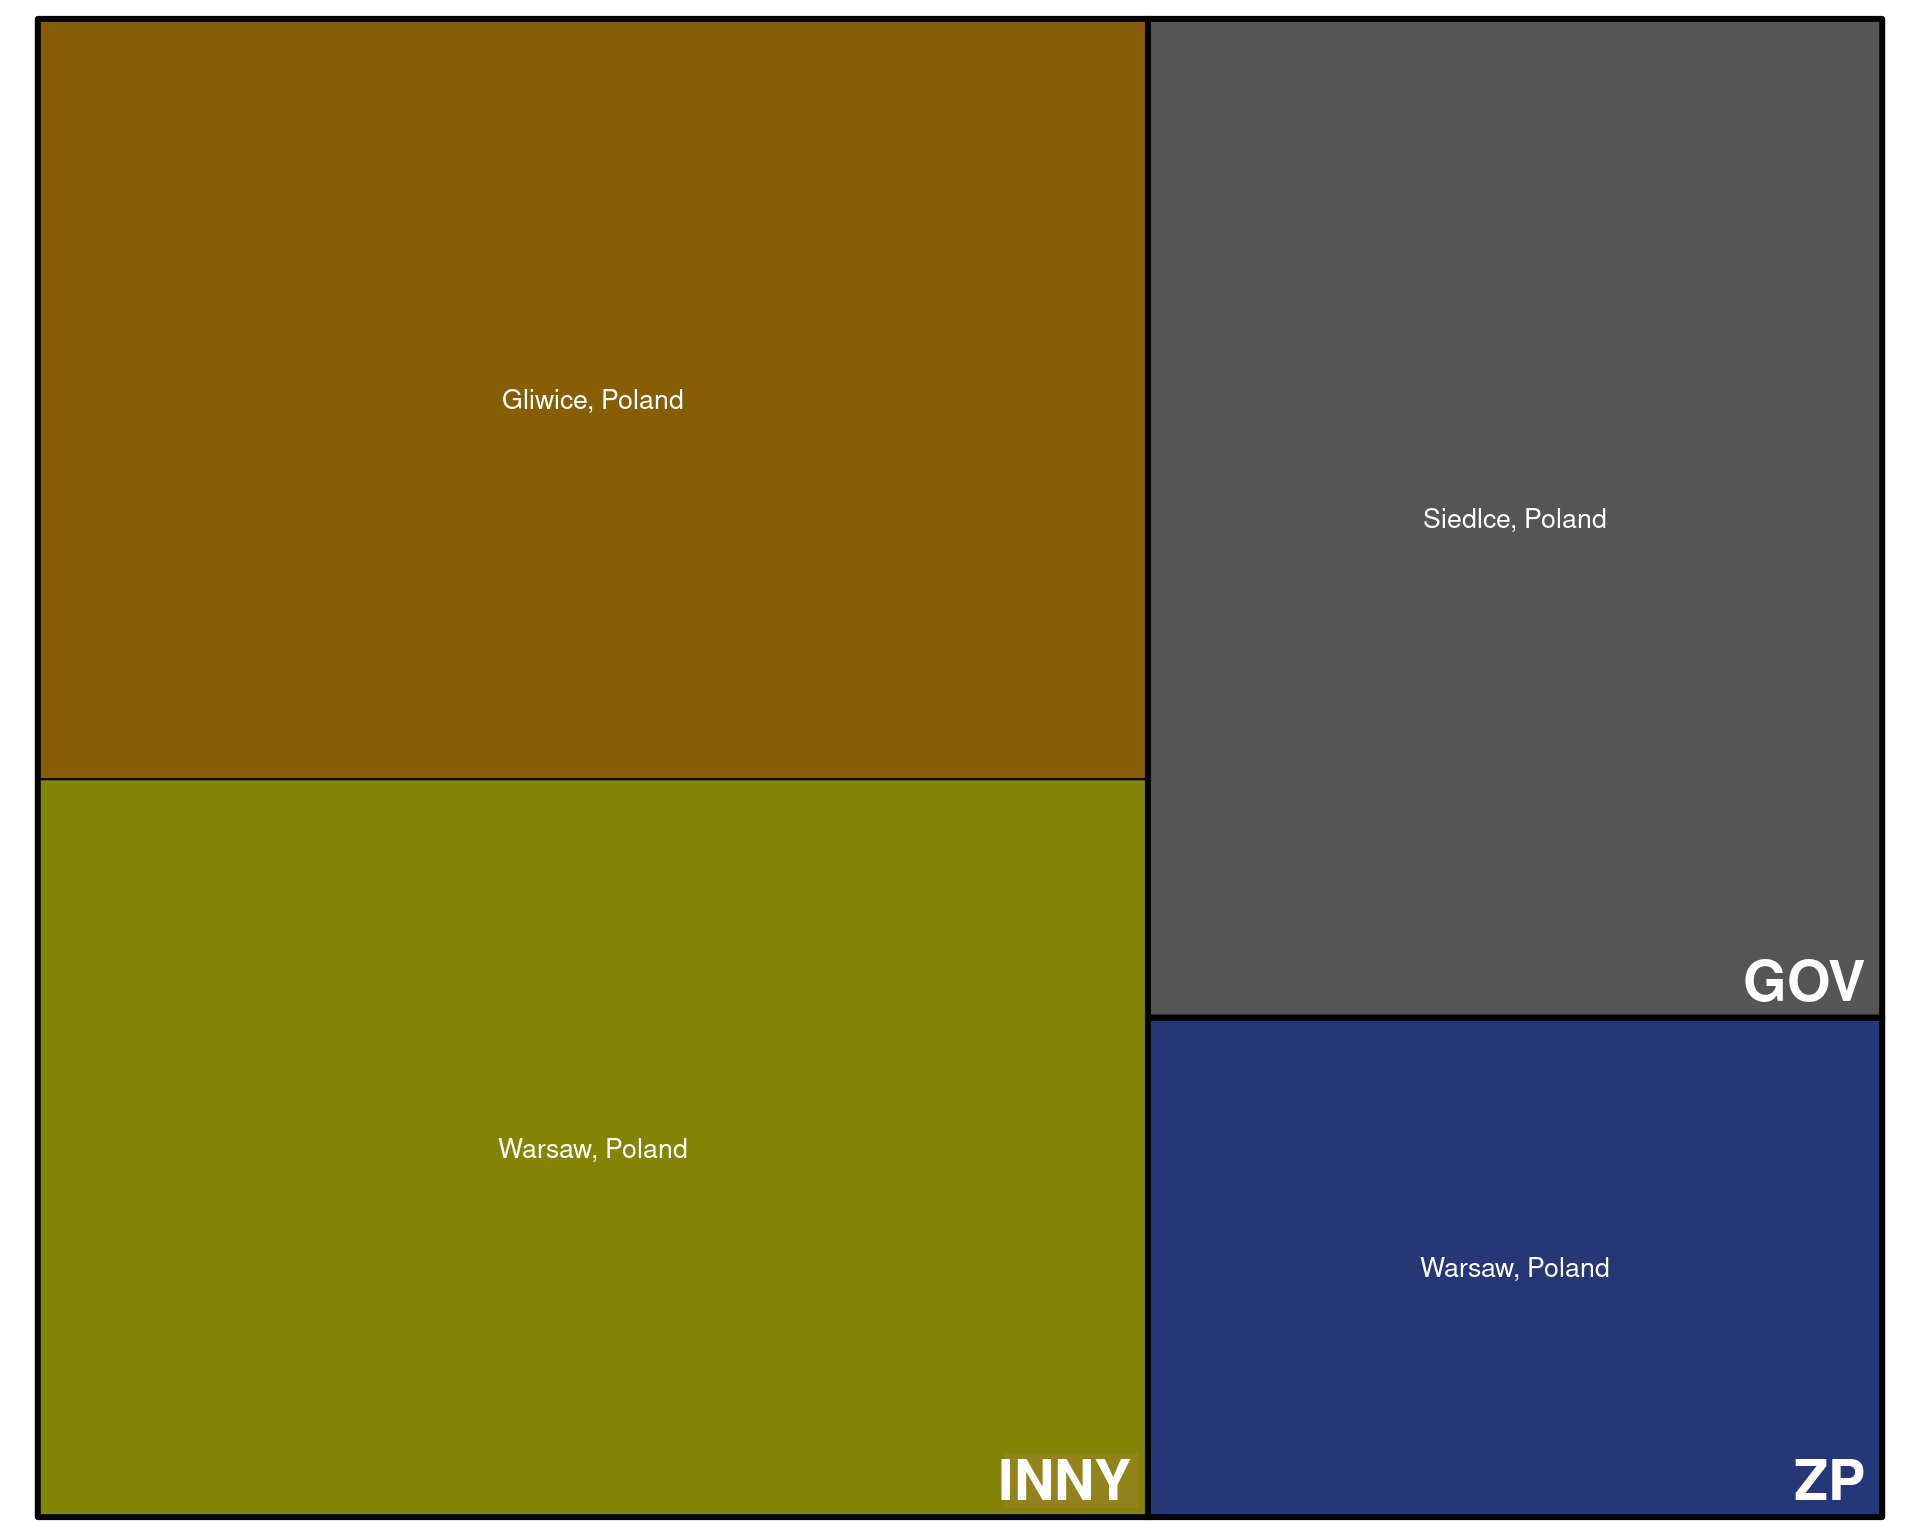 Gliwice, Poland
Warsaw, Poland
INNY
Siedlce, Poland
GOV
Warsaw, Poland
ZP